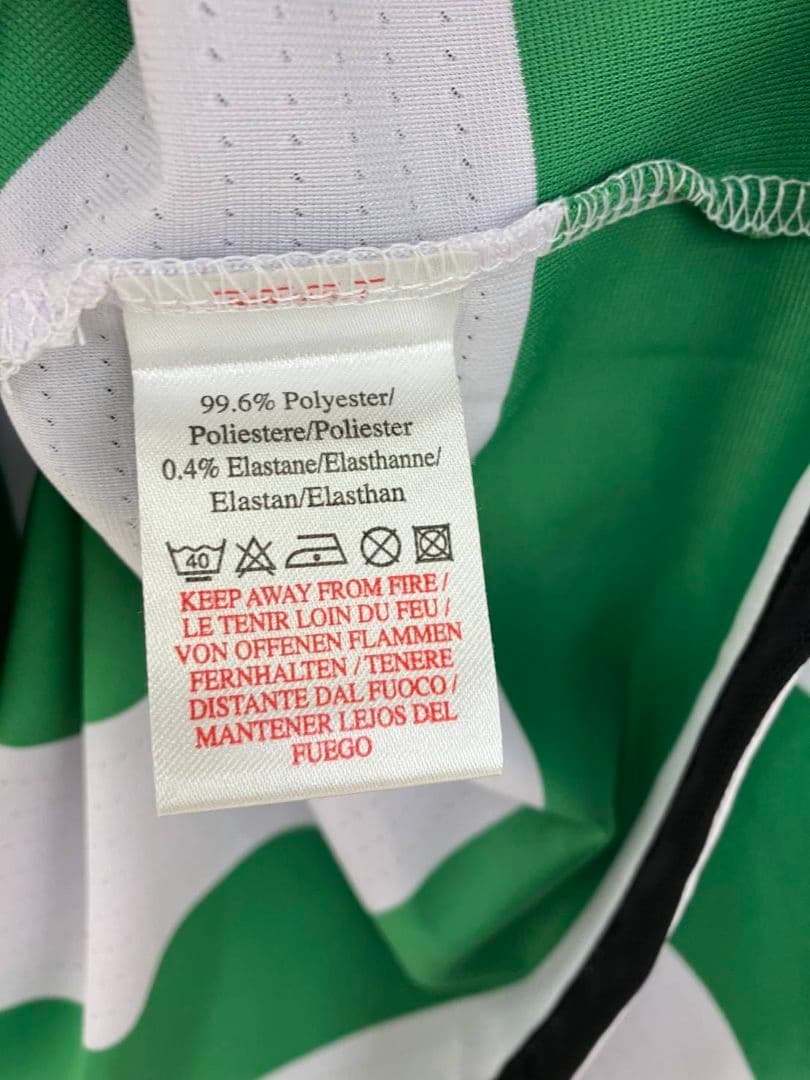 99.6% Polyester/
Poliestere/Poliester
0.4% Elastane/Elasthanne/
Elastan/Elasthan
40
KEEP AWAY FROM FIRE /
LE TENIR LOIN DU FEU /
VON OFFENEN FLAMMEN
FERNHALTEN / TENERE
DISTANTE DAL FUOCO /
MANTENER LEJOS DEL
FUEGO